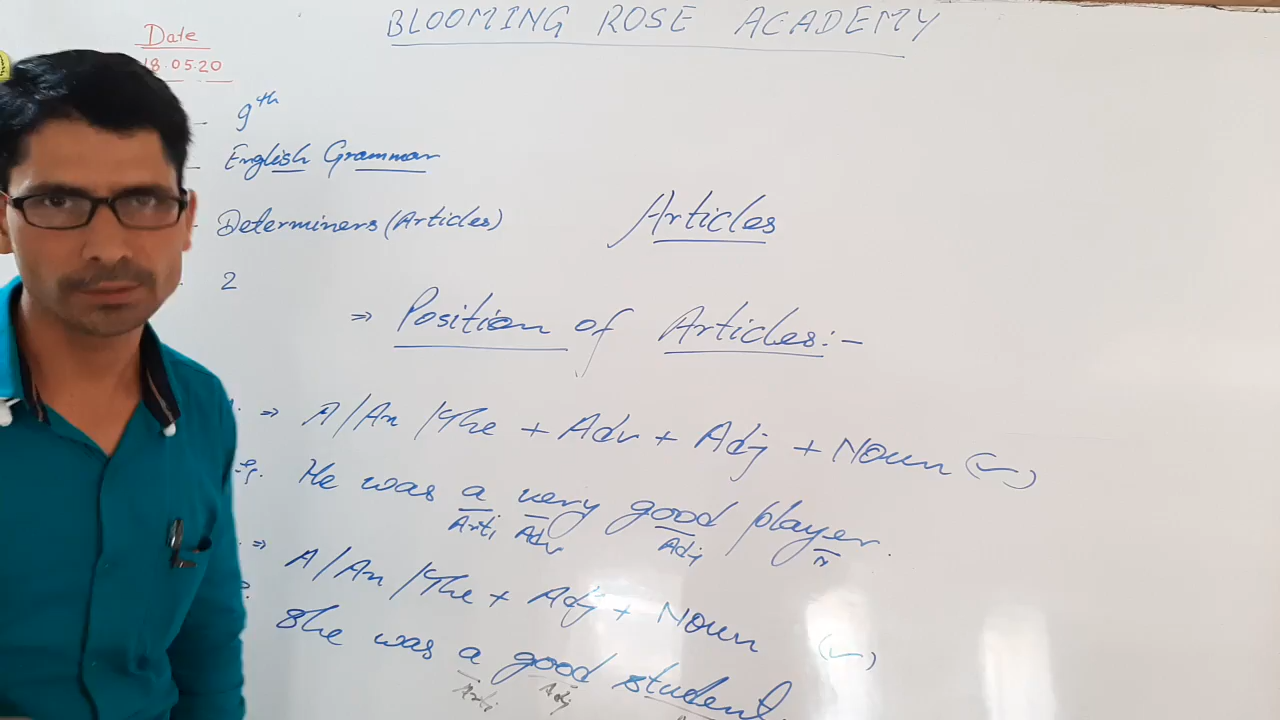 BLOOMING ROSE ACADEMY
Date
18.05.20
9th
English Grammar
Determiners (Articles)
2
Articles
⇒ Position of Articles:-
⇒ A/An/The + Adv + Adj + Noun (~)
eg. He was a very good player.
Arti Adv Adj N
⇒ A/An/The + Adj + Noun (~)
She was a good student.
Arti Adj